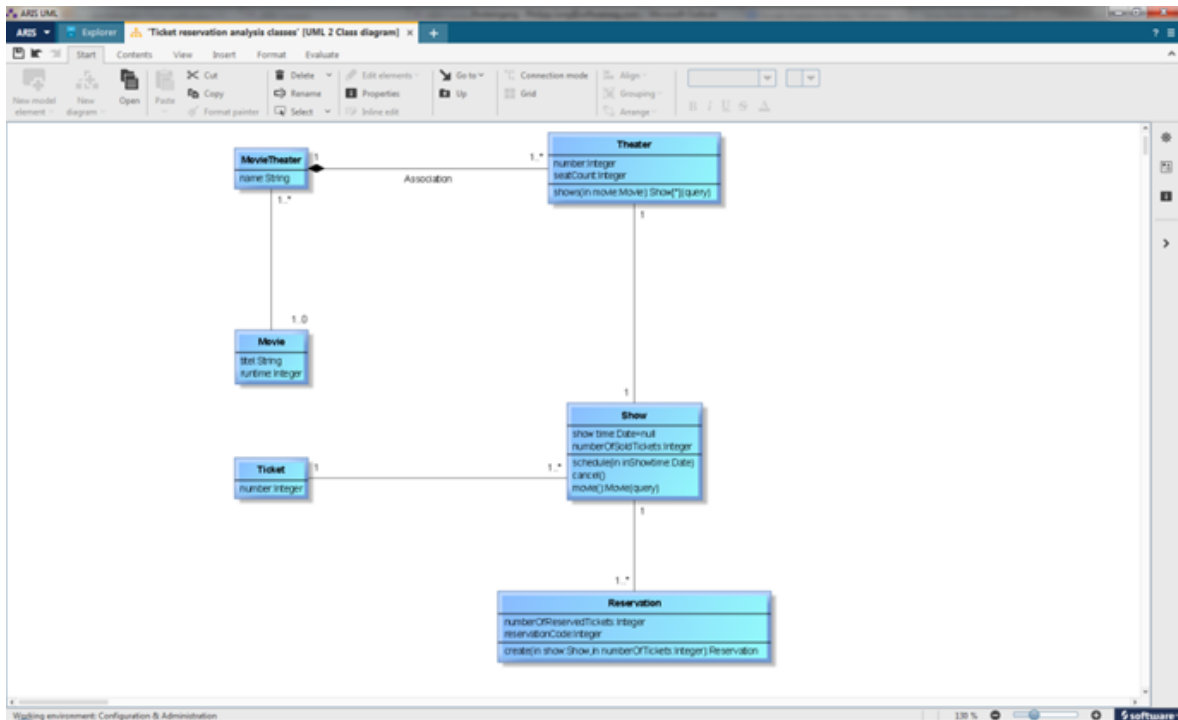 ARIS UML
ARIS
Explorer
'Ticket reservation analysis classes' [UML 2 Class diagram] ×
+
?
Start Contents View Insert Format Evaluate
New model element
New diagram
Open
Paste
Cut
Copy
Format painter
Delete
Rename
Select
Edit elements
Properties
Inline edit
Go to
Up
Connection mode
Grid
Align
Grouping
Arrange
B I U S A
MovieTheater
name:String
1
1..*
Association
Theater
number:Integer
seatCount:Integer
shows(in movie:Movie):Show[*]{query}
1..*
1
1..0
Movie
titel:String
runtime:Integer
1
Show
show time:Date=null
numberOfSoldTickets:Integer
schedule(in inShowtime:Date)
cancel()
movie():Movie{query}
Ticket
number:Integer
1
1..*
1
1..*
Reservation
numberOfReservedTickets:Integer
reservationCode:Integer
create(in show:Show,in numberOfTickets:Integer):Reservation
Working environment: Configuration & Administration
130 %
software